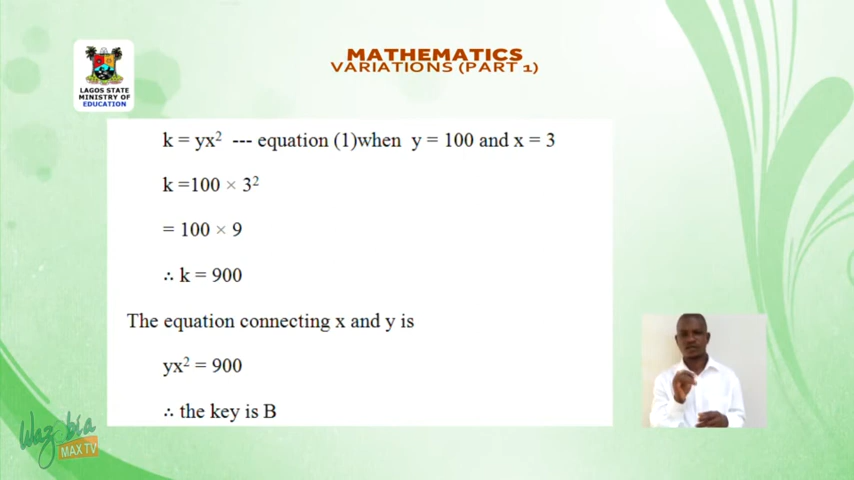 MATHEMATICS
VARIATIONS (PART 1)
LAGOS STATE
MINISTRY OF
EDUCATION
k = yx² --- equation (1)when y = 100 and x = 3
k =100 × 3²
= 100 × 9
∴ k = 900
The equation connecting x and y is
yx² = 900
∴ the key is B
Wazobia
MAX TV